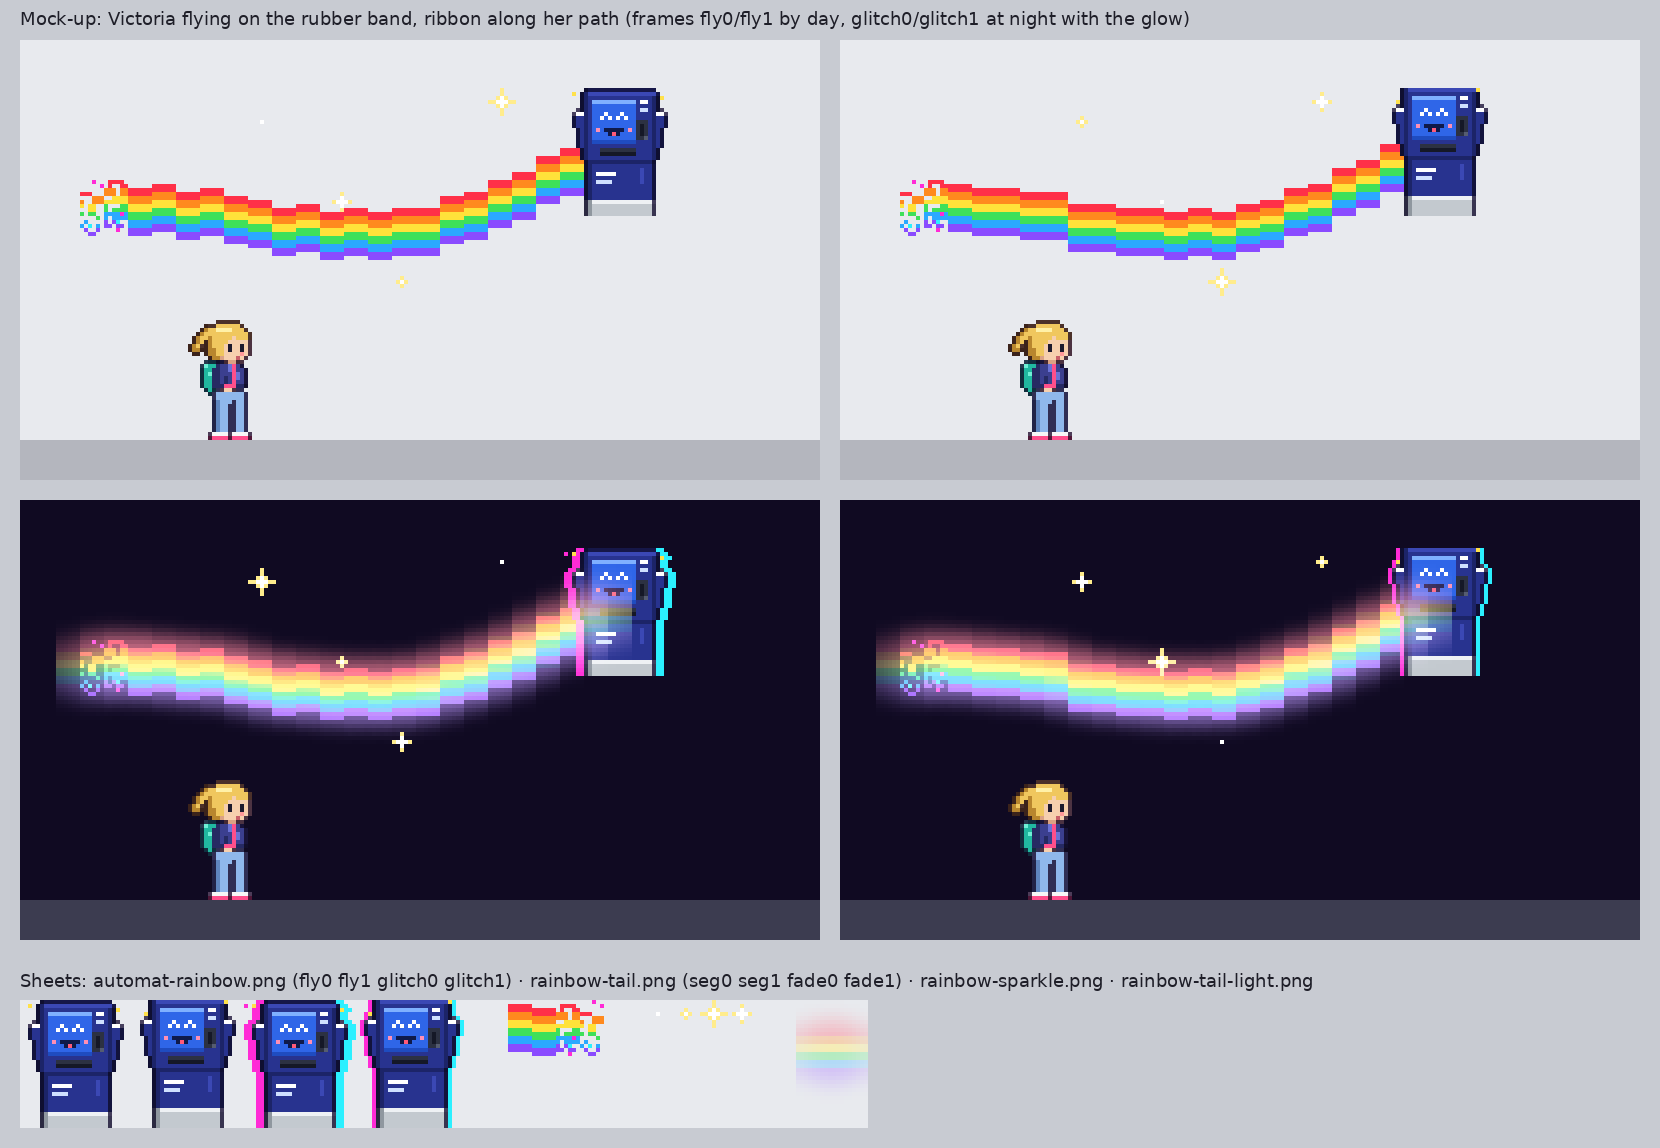 Mock-up: Victoria flying on the rubber band, ribbon along her path (frames fly0/fly1 by day, glitch0/glitch1 at night with the glow)
Sheets: automat-rainbow.png (fly0 fly1 glitch0 glitch1) · rainbow-tail.png (seg0 seg1 fade0 fade1) · rainbow-sparkle.png · rainbow-tail-light.png